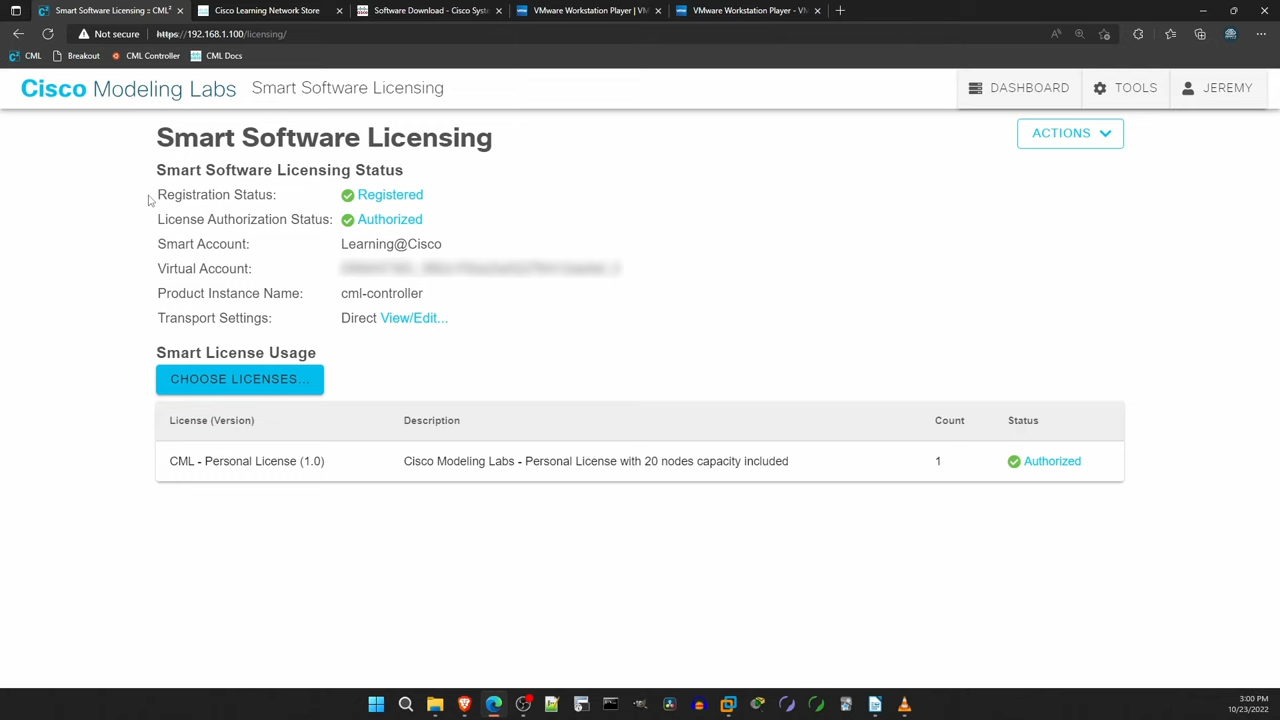 Smart Software Licensing :: CML²
Cisco Learning Network Store
Software Download - Cisco Syst
VMware Workstation Player | VM
VMware Workstation Player - VM
Not secure
https://192.168.1.100/licensing/
CML
Breakout
CML Controller
CML Docs
Cisco Modeling Labs
Smart Software Licensing
DASHBOARD
TOOLS
JEREMY
Smart Software Licensing
ACTIONS
Smart Software Licensing Status
Registration Status: Registered
License Authorization Status: Authorized
Smart Account: Learning@Cisco
Virtual Account:
Product Instance Name: cml-controller
Transport Settings: Direct View/Edit...
Smart License Usage
CHOOSE LICENSES...
License (Version) Description Count Status
CML - Personal License (1.0) Cisco Modeling Labs - Personal License with 20 nodes capacity included 1 Authorized
3:00 PM
10/23/2022